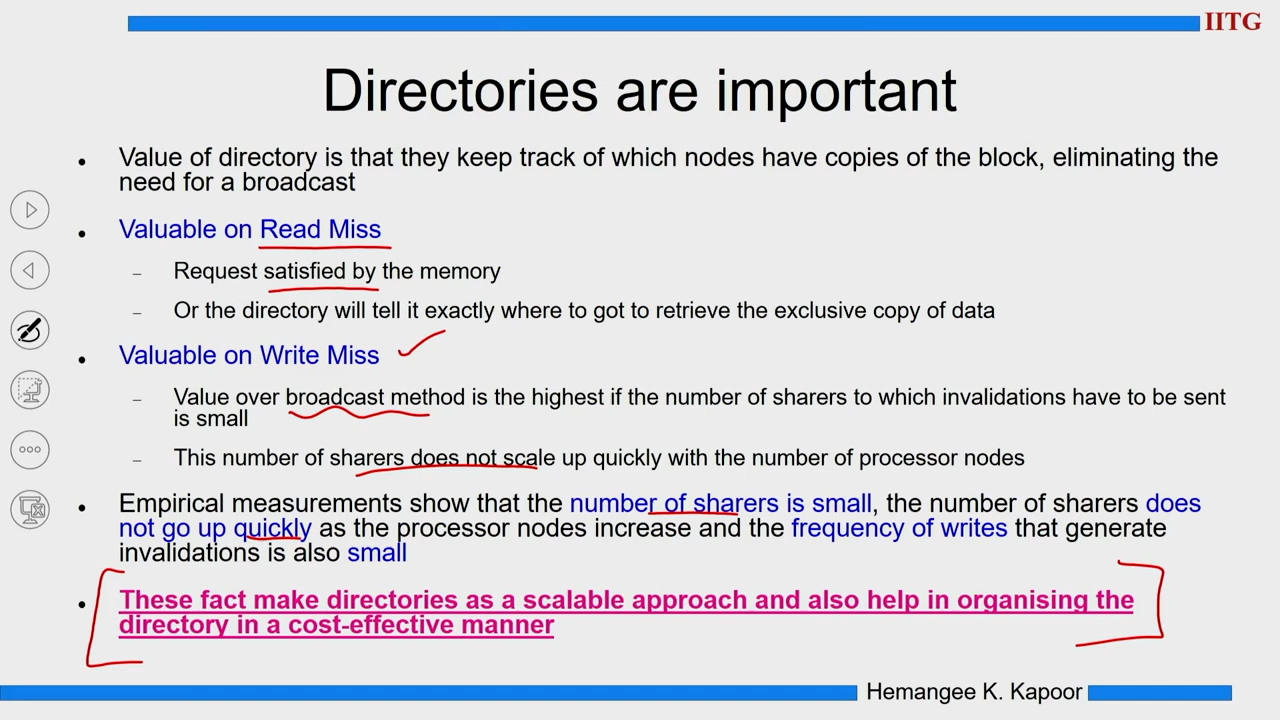 IITG
Directories are important
• Value of directory is that they keep track of which nodes have copies of the block, eliminating the
need for a broadcast
• Valuable on Read Miss
– Request satisfied by the memory
– Or the directory will tell it exactly where to got to retrieve the exclusive copy of data
• Valuable on Write Miss
– Value over broadcast method is the highest if the number of sharers to which invalidations have to be sent
is small
– This number of sharers does not scale up quickly with the number of processor nodes
• Empirical measurements show that the number of sharers is small, the number of sharers does
not go up quickly as the processor nodes increase and the frequency of writes that generate
invalidations is also small
• These fact make directories as a scalable approach and also help in organising the
directory in a cost-effective manner
Hemangee K. Kapoor